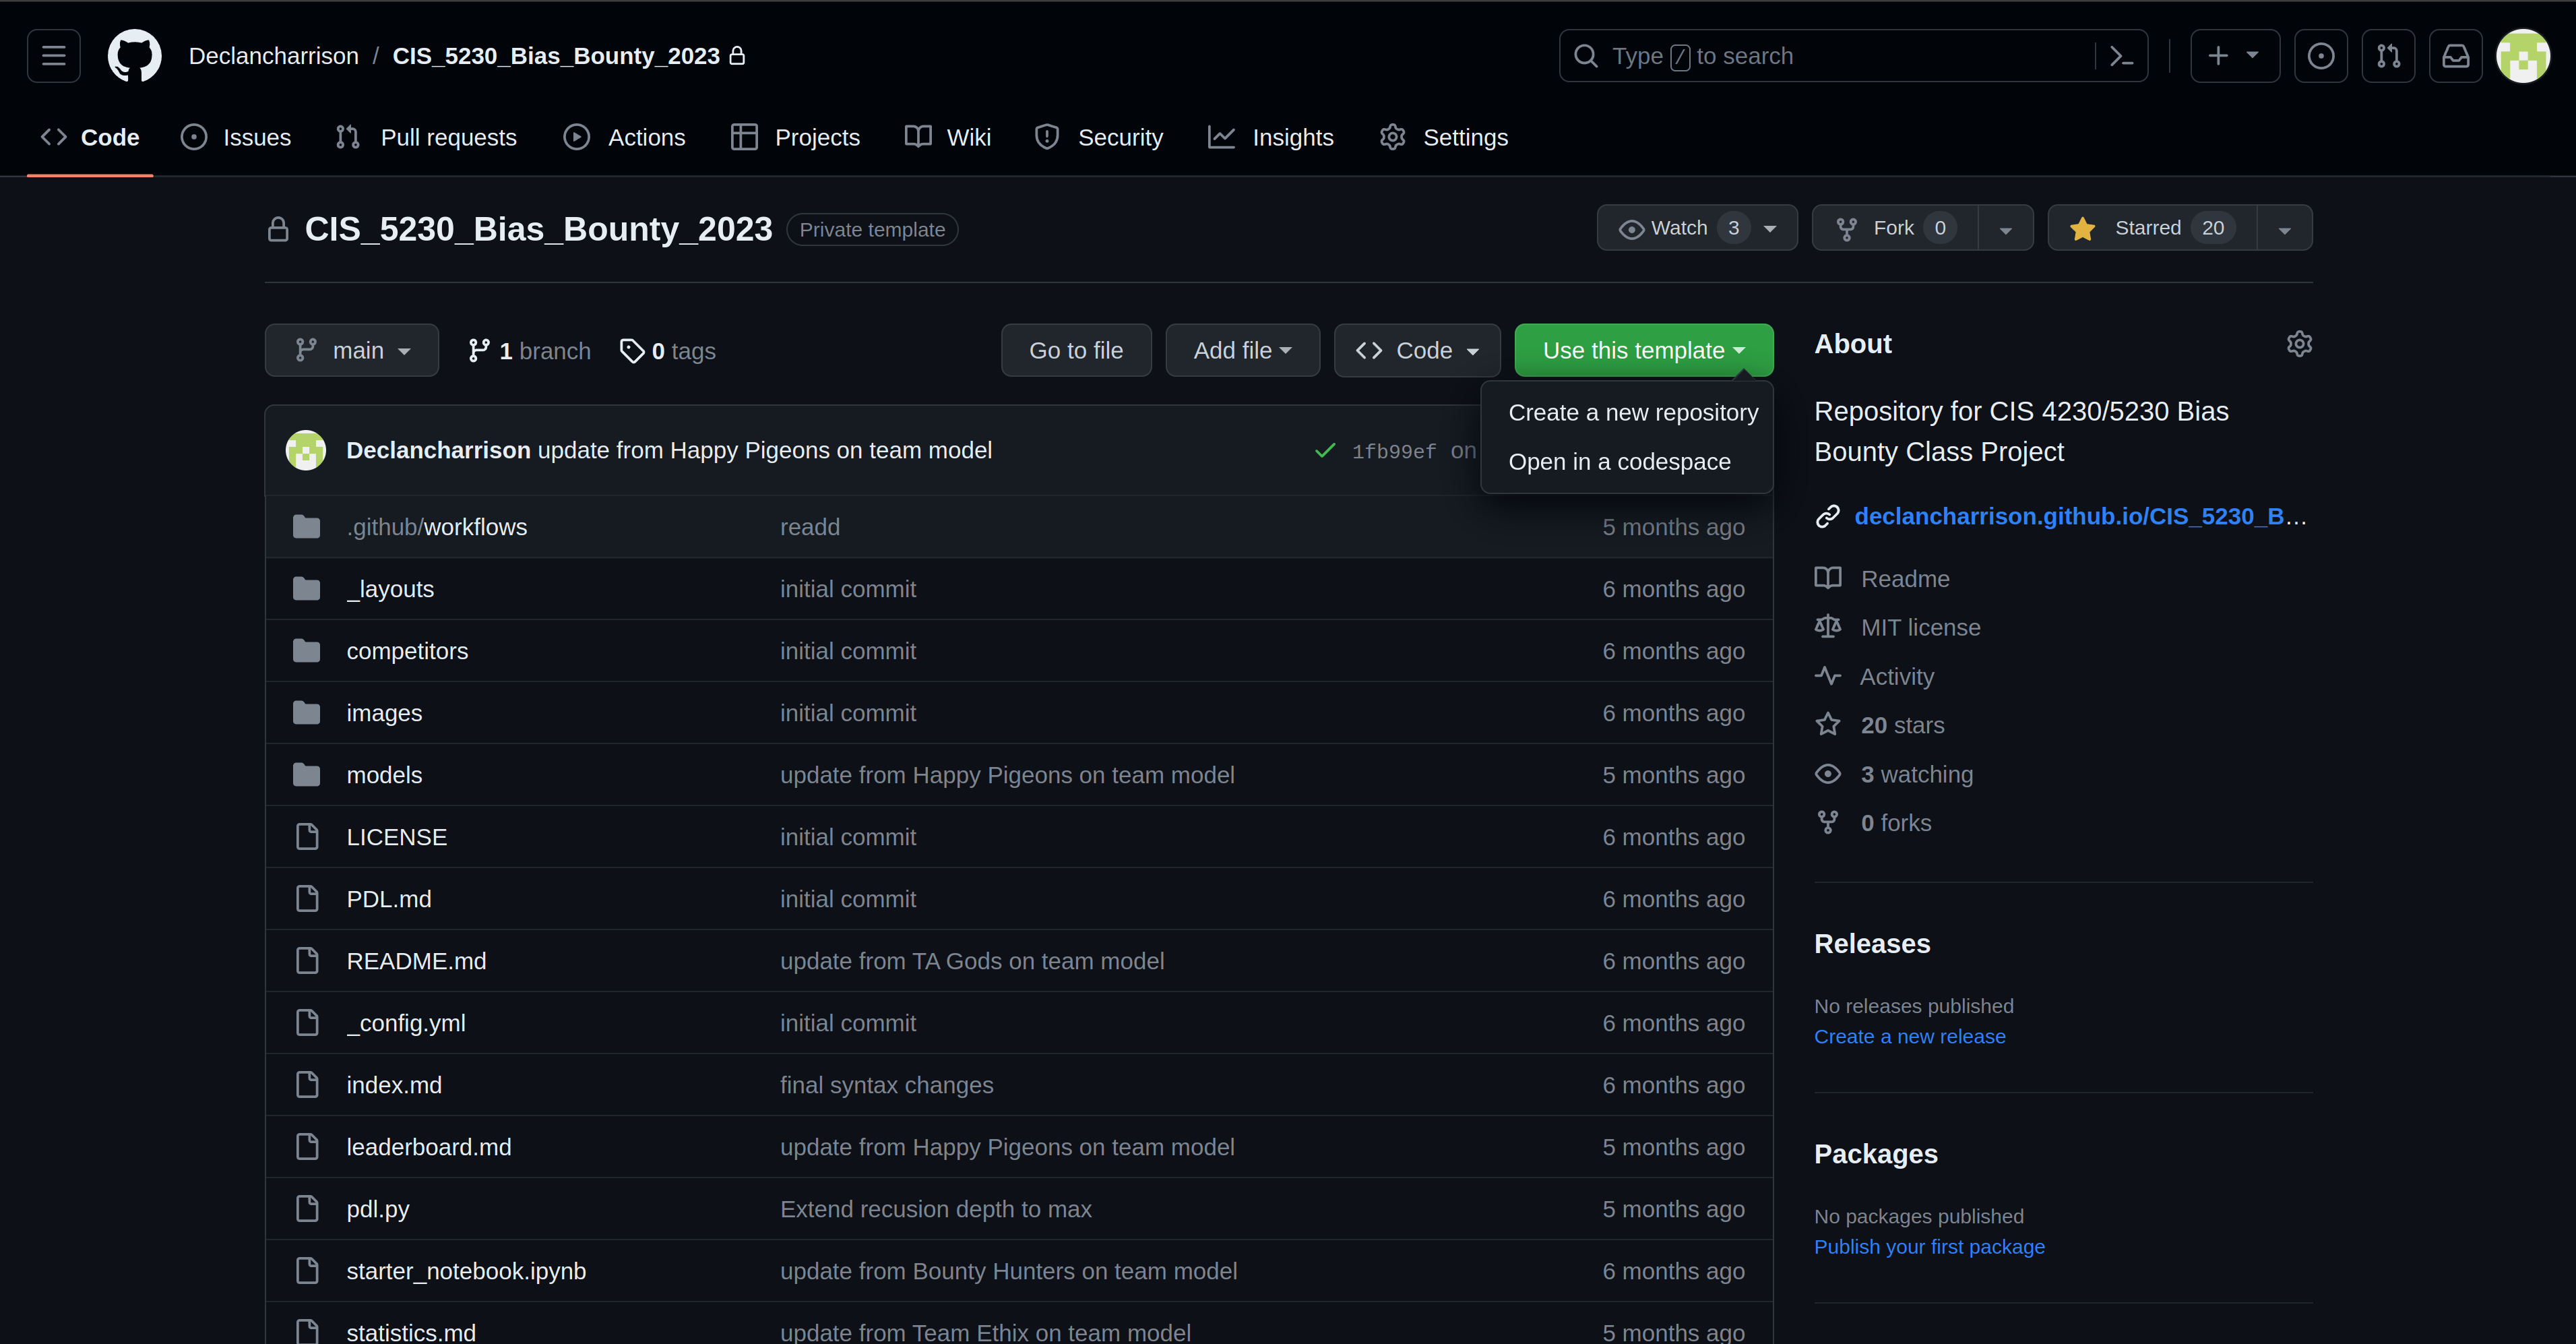 Declancharrison / CIS_5230_Bias_Bounty_2023
Type / to search
Code Issues Pull requests Actions Projects Wiki Security Insights Settings
CIS_5230_Bias_Bounty_2023 Private template
Watch 3 Fork 0 Starred 20
main 1 branch 0 tags Go to file Add file Code Use this template
Create a new repository
Open in a codespace
Declancharrison update from Happy Pigeons on team model 1fb99ef on
.github/workflows readd 5 months ago
_layouts initial commit 6 months ago
competitors initial commit 6 months ago
images initial commit 6 months ago
models update from Happy Pigeons on team model 5 months ago
LICENSE initial commit 6 months ago
PDL.md initial commit 6 months ago
README.md update from TA Gods on team model 6 months ago
_config.yml initial commit 6 months ago
index.md final syntax changes 6 months ago
leaderboard.md update from Happy Pigeons on team model 5 months ago
pdl.py Extend recusion depth to max 5 months ago
starter_notebook.ipynb update from Bounty Hunters on team model 6 months ago
statistics.md update from Team Ethix on team model 5 months ago
About
Repository for CIS 4230/5230 Bias
Bounty Class Project
declancharrison.github.io/CIS_5230_B…
Readme
MIT license
Activity
20 stars
3 watching
0 forks
Releases
No releases published
Create a new release
Packages
No packages published
Publish your first package